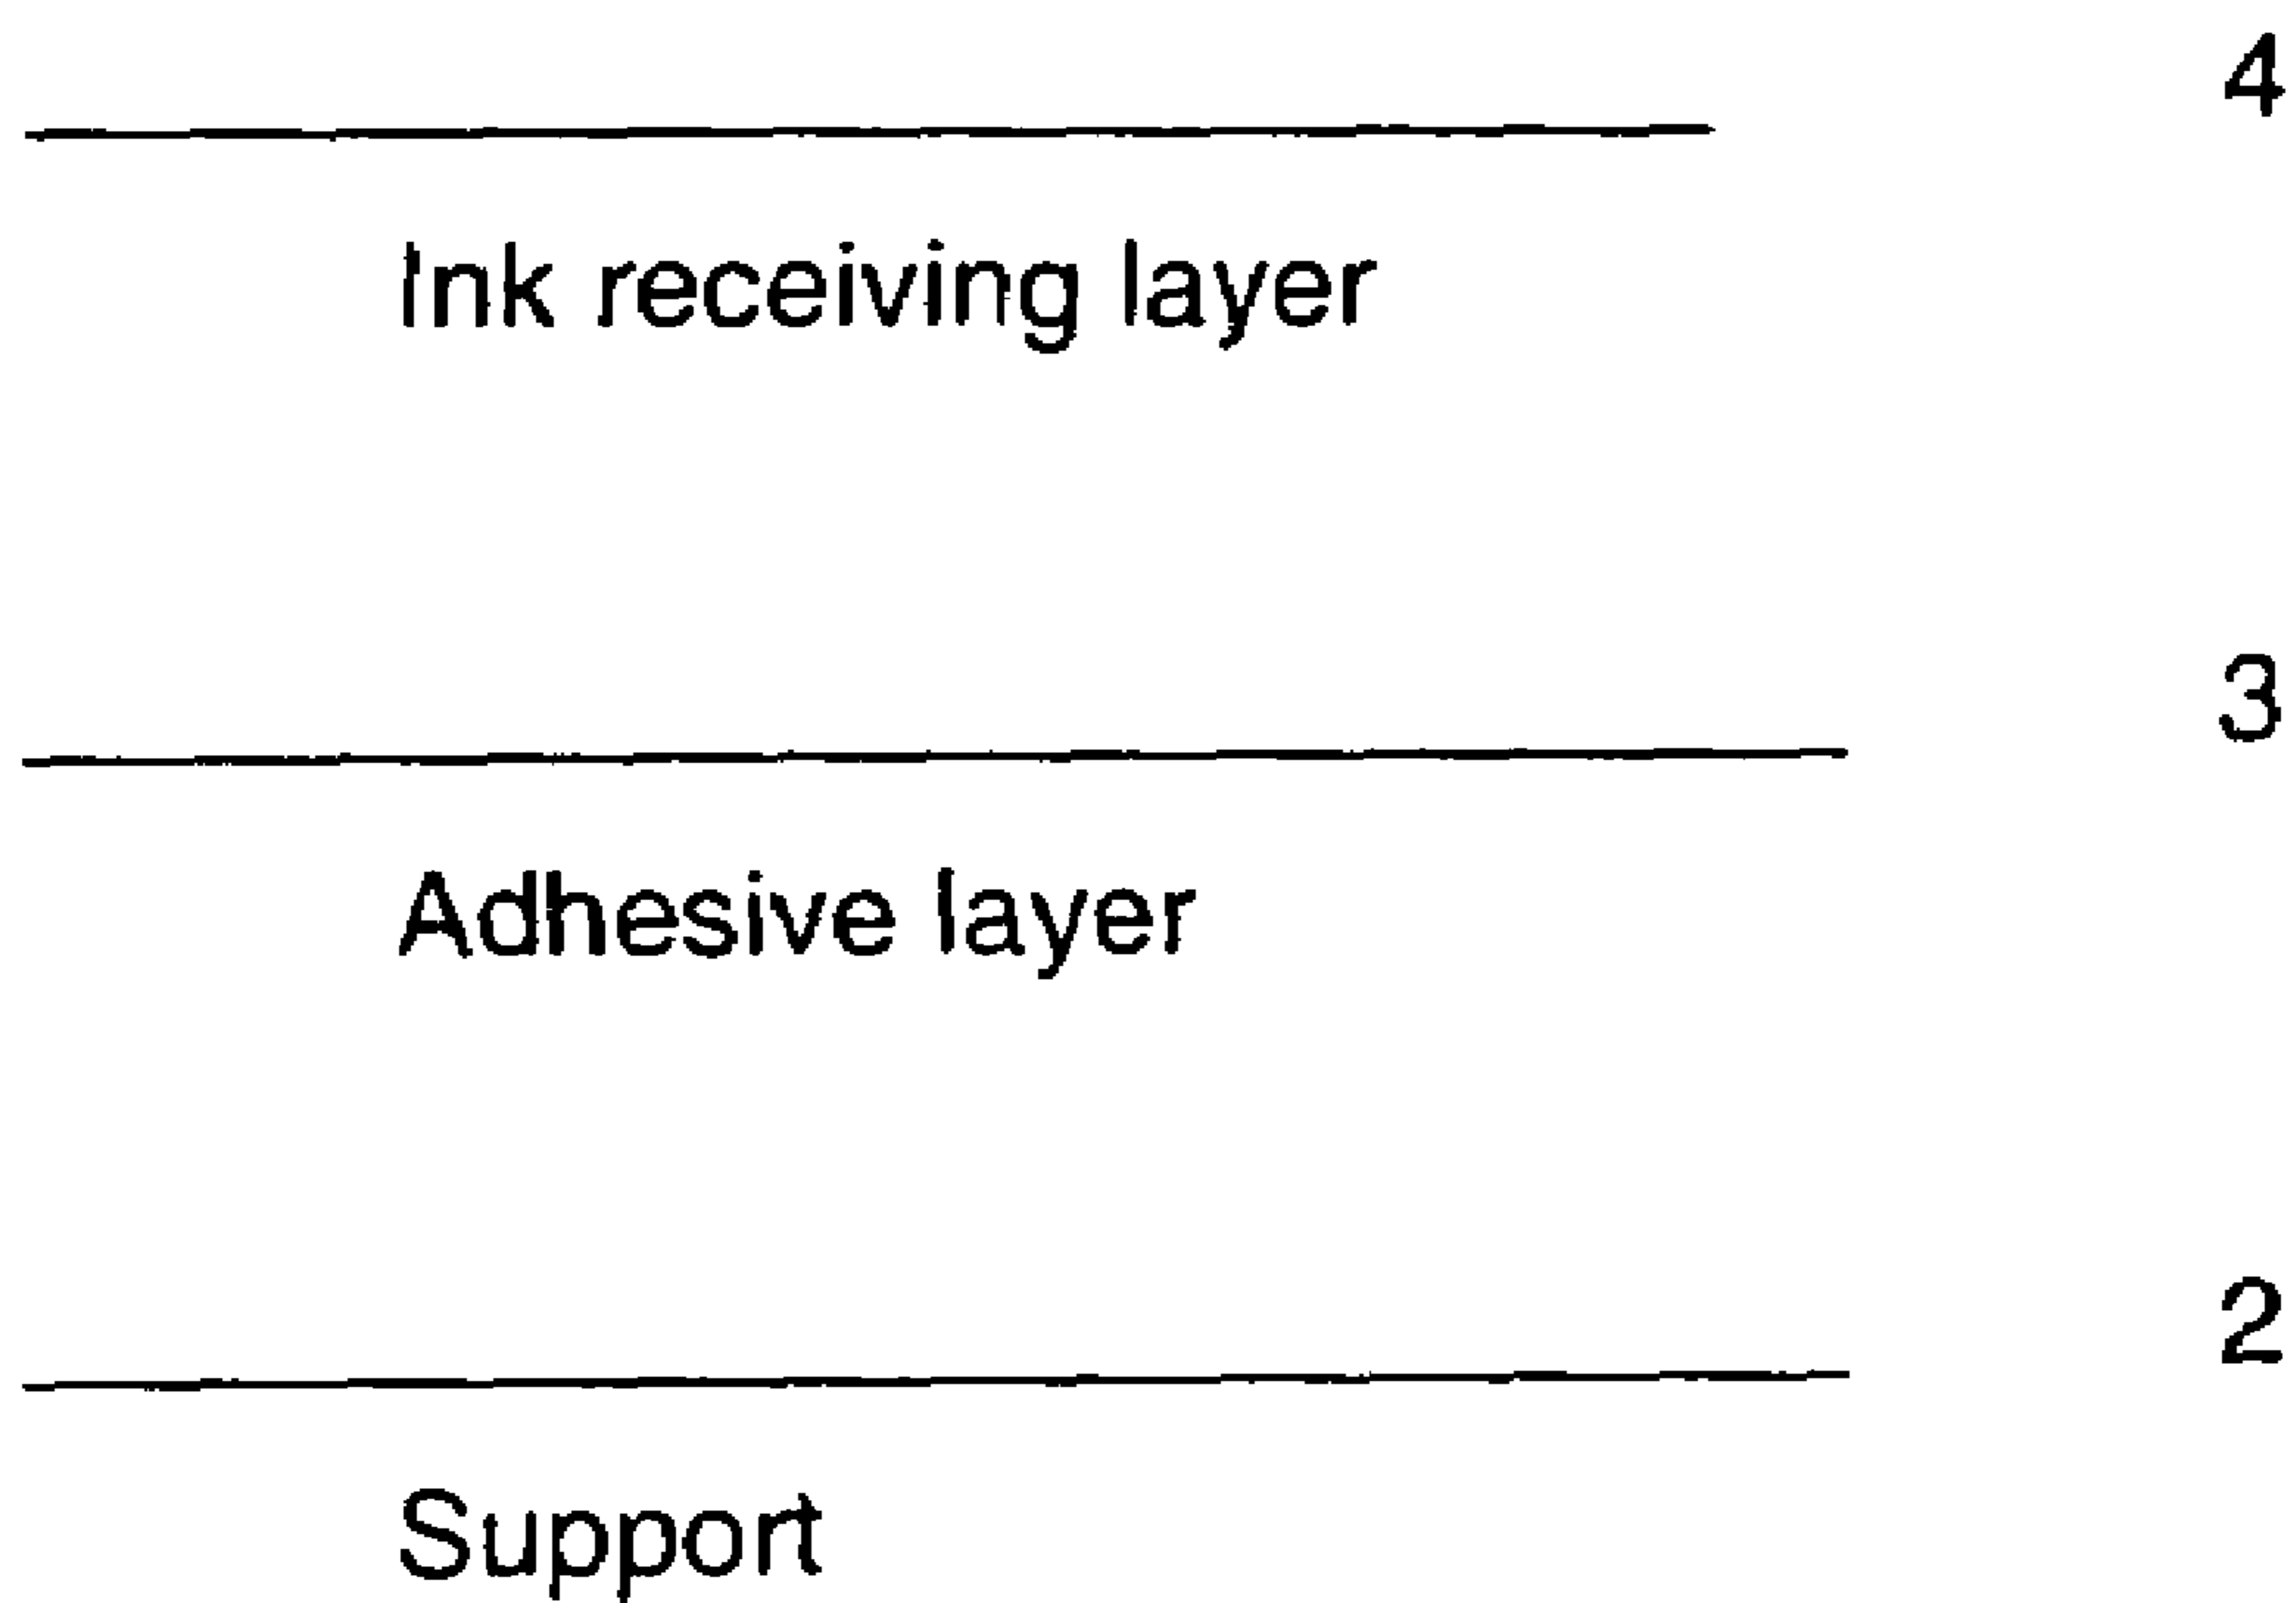 4
Ink receiving layer
3
Adhesive layer
2
Support